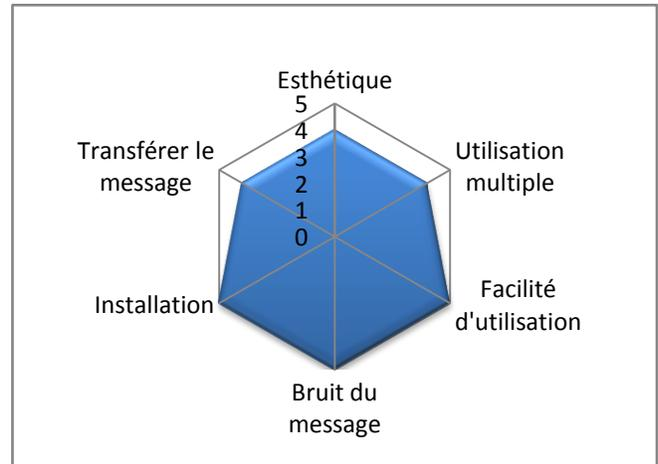 Esthétique
5
4
3
2
1
0
Utilisation
multiple
Facilité
d'utilisation
Bruit du
message
Installation
Transférer le
message